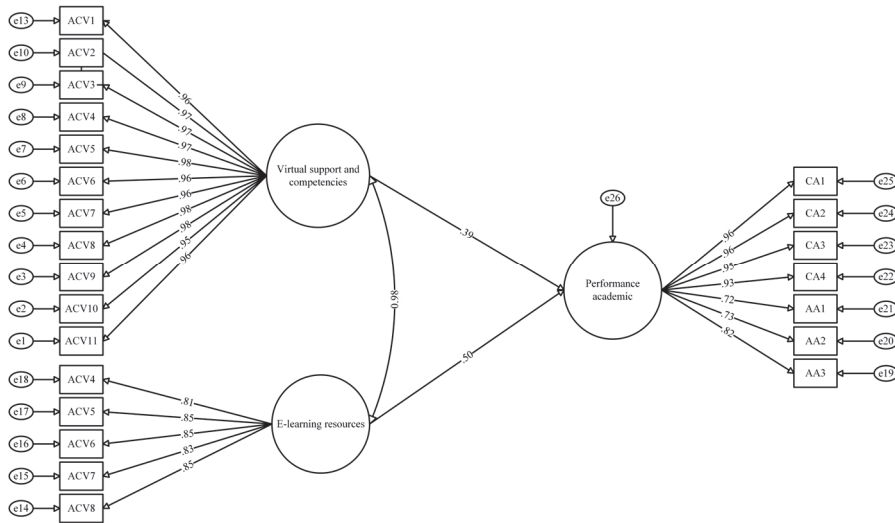 e13 ACV1
e10 ACV2
e9 ACV3
e8 ACV4
e7 ACV5
e6 ACV6
e5 ACV7
e4 ACV8
e3 ACV9
e2 ACV10
e1 ACV11
.96
.97
.97
.97
.98
.96
.96
.98
.98
.95
.96
Virtual support and
competencies
e18 ACV4
e17 ACV5
e16 ACV6
e15 ACV7
e14 ACV8
.81
.85
.85
.83
.85
E-learning resources
0.98
.39
.50
e26
Performance
academic
.96
.96
.95
.93
.72
.73
.82
CA1 e25
CA2 e24
CA3 e23
CA4 e22
AA1 e21
AA2 e20
AA3 e19